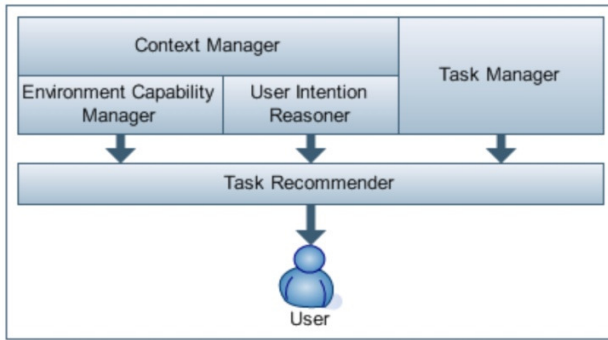 Context Manager
Task Manager
Environment Capability
Manager
User Intention
Reasoner
Task Recommender
User